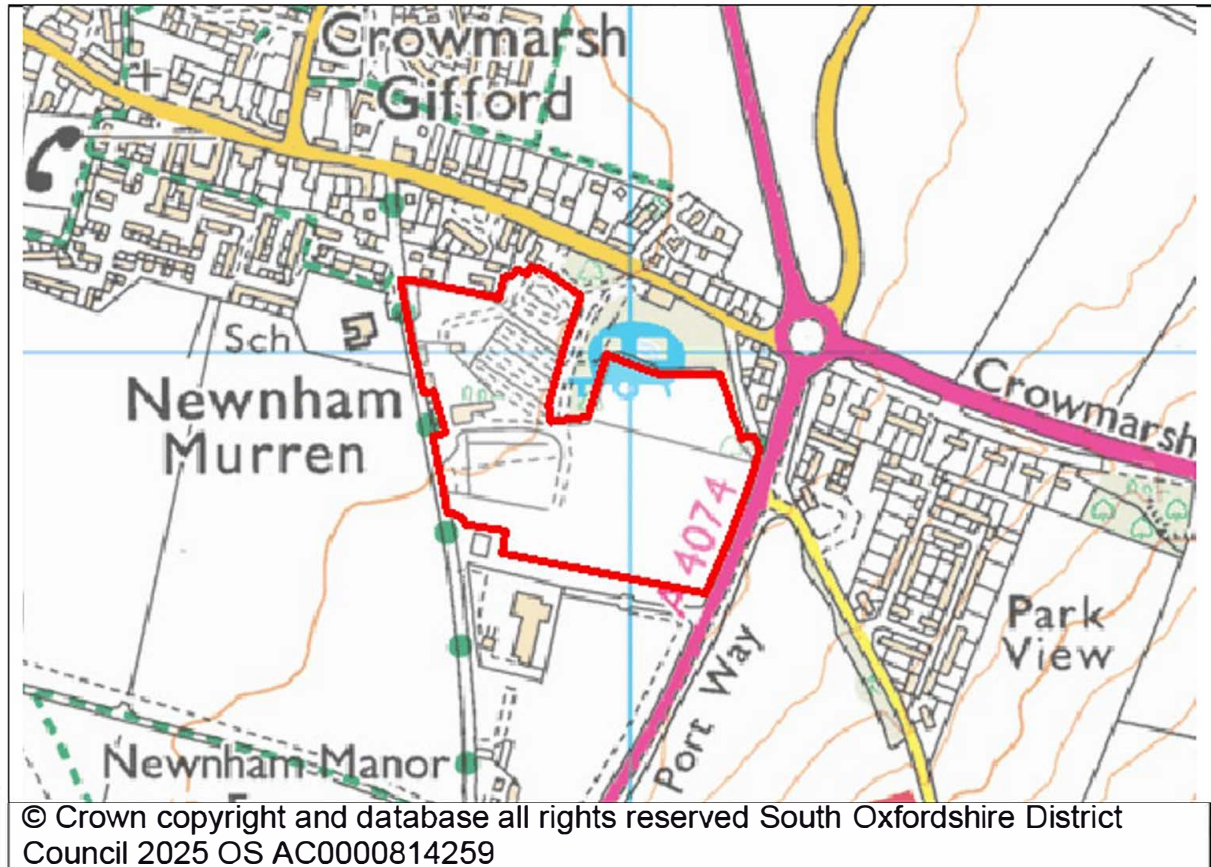 Crowmarsh
Gifford
Sch
Newnham
Murren
Crowmarsh
A 4074
Park
View
Port Way
Newnham Manor
© Crown copyright and database all rights reserved South Oxfordshire District
Council 2025 OS AC0000814259